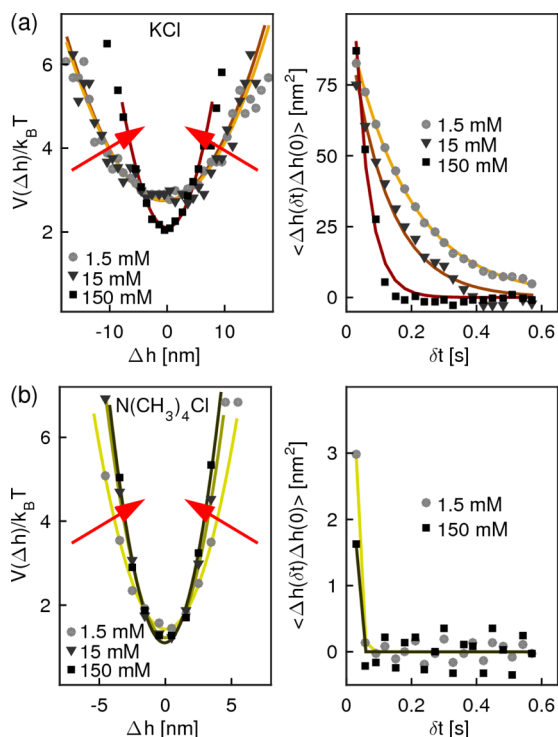 (a)
KCl
V(Δh)/k_BT
6
4
2
1.5 mM
15 mM
150 mM
-10 0 10
Δh [nm]
<Δh(δt)Δh(0)> [nm²]
75
50
25
0
1.5 mM
15 mM
150 mM
0.0 0.2 0.4 0.6
δt [s]
(b)
N(CH₃)₄Cl
V(Δh)/k_BT
6
4
2
1.5 mM
15 mM
150 mM
-5 0 5
Δh [nm]
<Δh(δt)Δh(0)> [nm²]
3
2
1
0
1.5 mM
150 mM
0.0 0.2 0.4 0.6
δt [s]